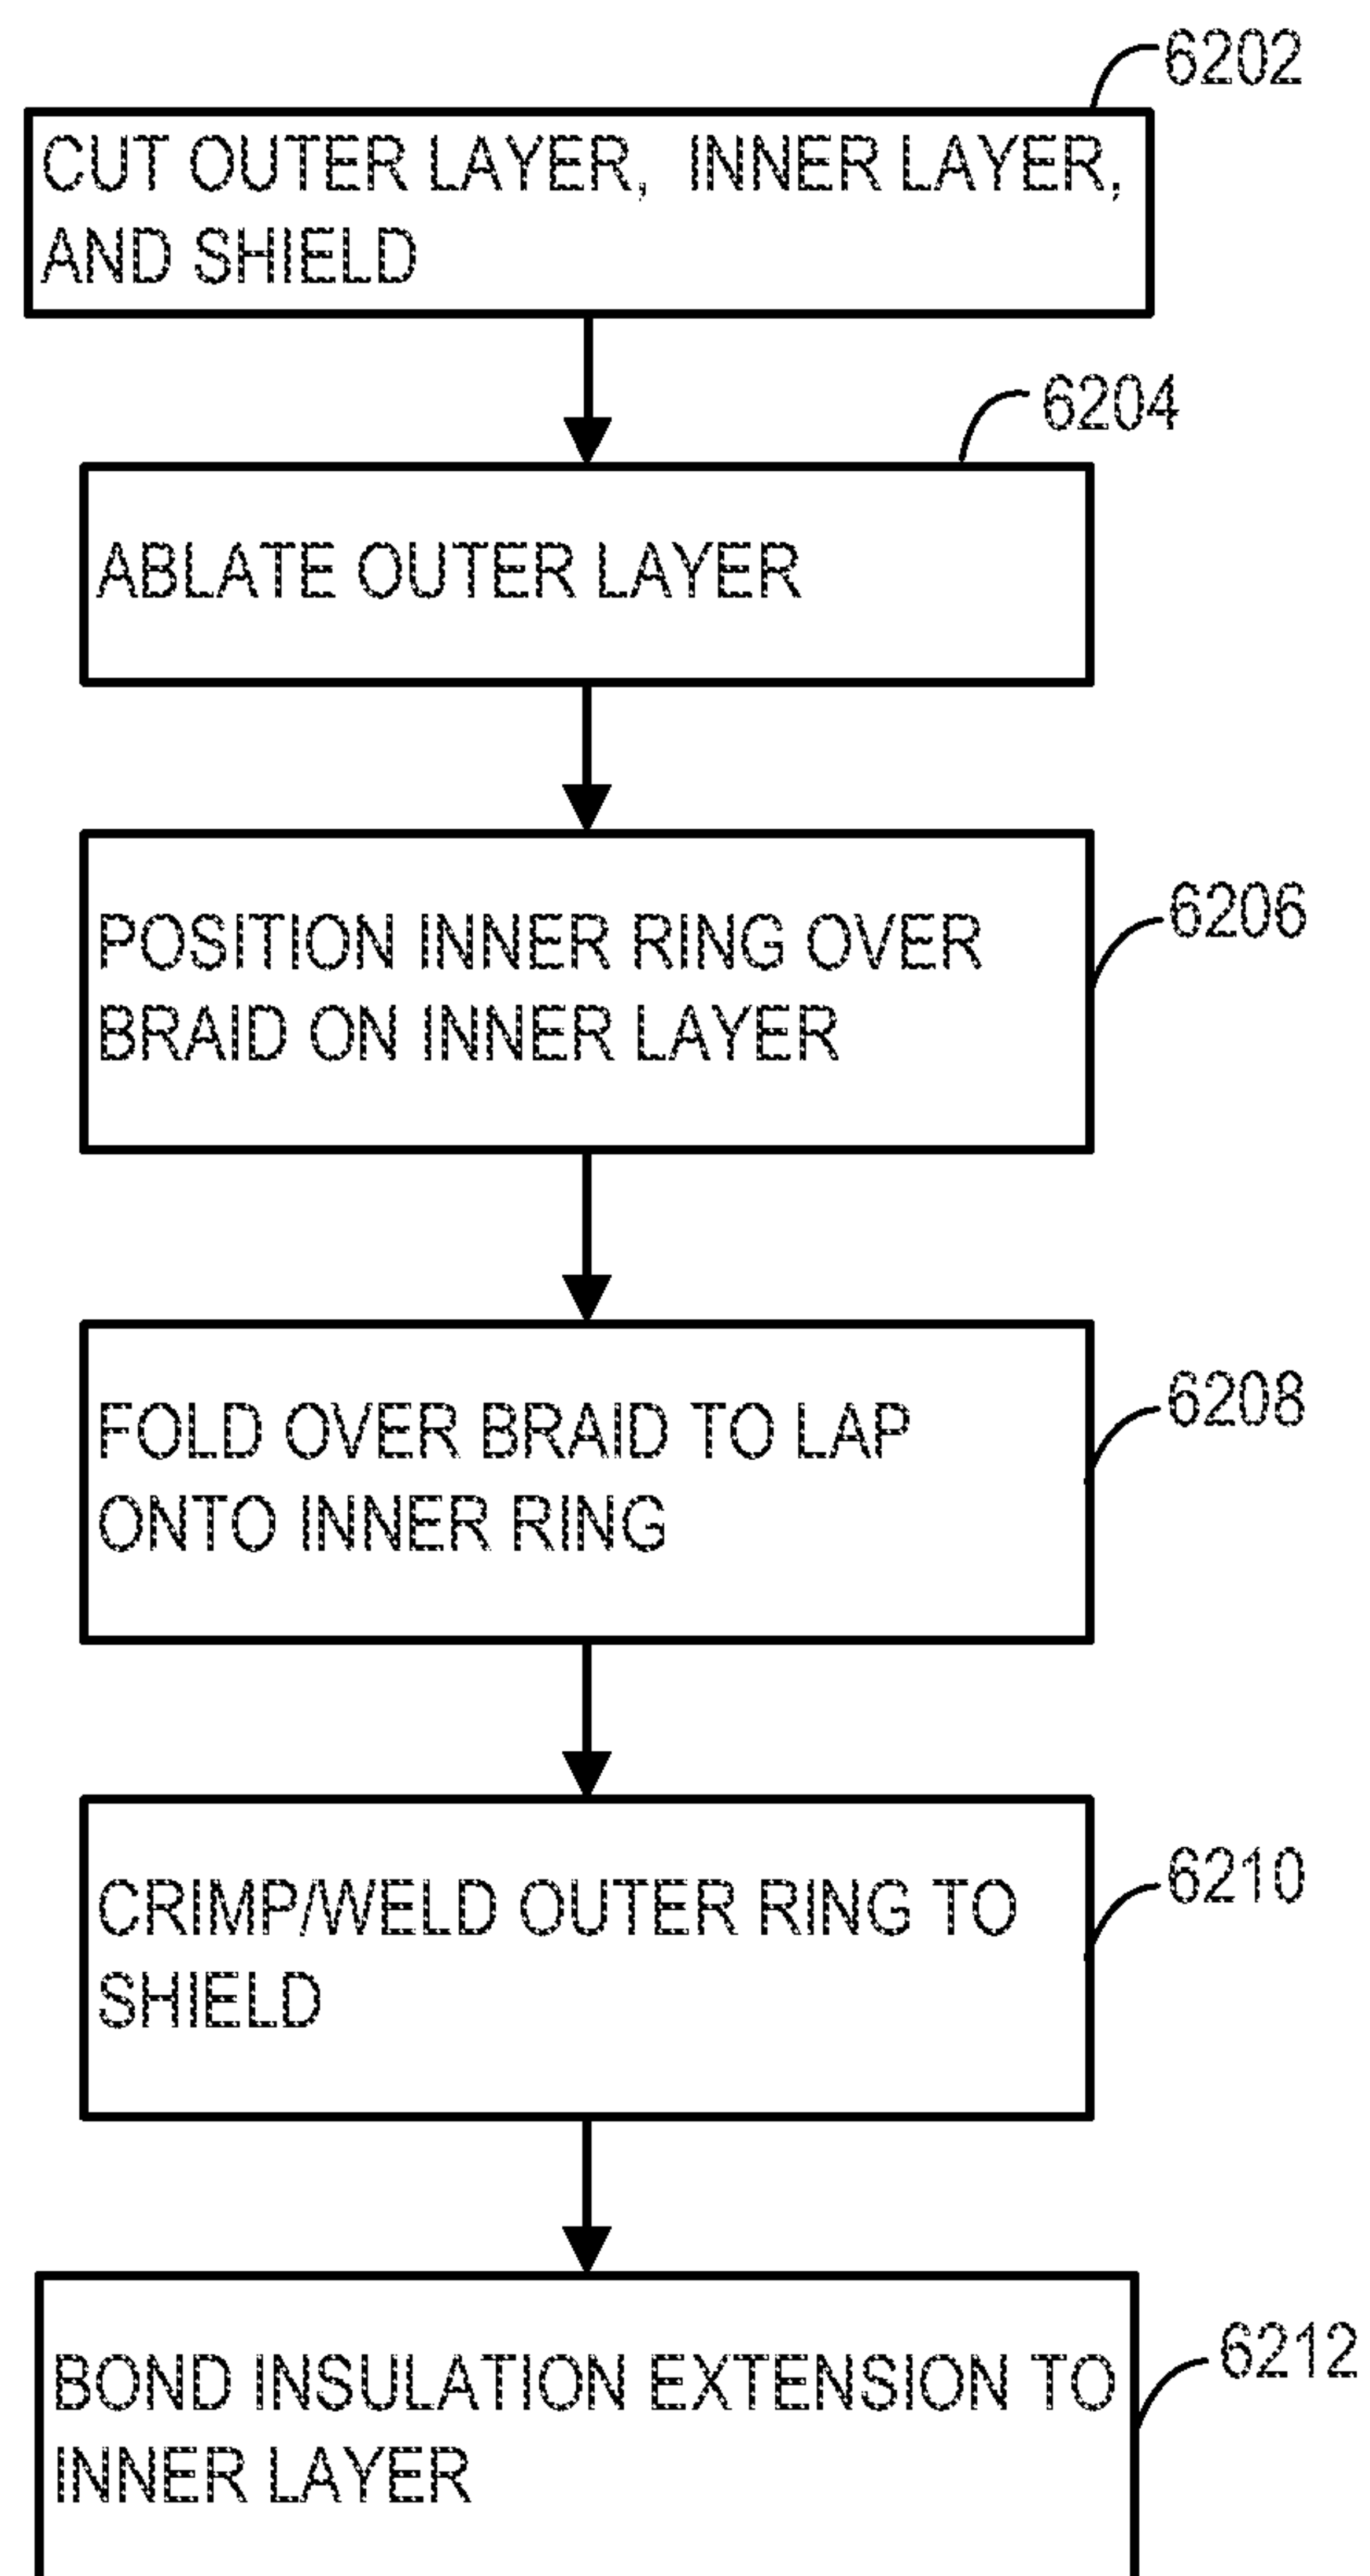 6202
CUT OUTER LAYER, INNER LAYER,
AND SHIELD
6204
ABLATE OUTER LAYER
6206
POSITION INNER RING OVER
BRAID ON INNER LAYER
6208
FOLD OVER BRAID TO LAP
ONTO INNER RING
6210
CRIMP/WELD OUTER RING TO
SHIELD
6212
BOND INSULATION EXTENSION TO
INNER LAYER